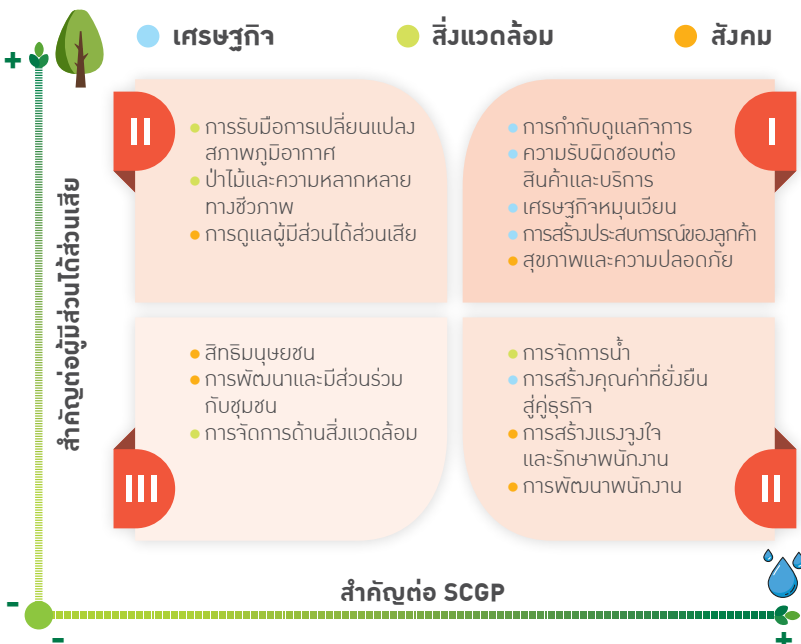 เศรษฐกิจ
สิ่งแวดล้อม
สังคม
+
สำคัญต่อผู้มีส่วนได้ส่วนเสีย
II
การรับมือการเปลี่ยนแปลง
สภาพภูมิอากาศ
ป่าไม้และความหลากหลาย
ทางชีวภาพ
การดูแลผู้มีส่วนได้ส่วนเสีย
I
การกำกับดูแลกิจการ
ความรับผิดชอบต่อ
สินค้าและบริการ
เศรษฐกิจหมุนเวียน
การสร้างประสบการณ์ของลูกค้า
สุขภาพและความปลอดภัย
III
สิทธิมนุษยชน
การพัฒนาและมีส่วนร่วม
กับชุมชน
การจัดการด้านสิ่งแวดล้อม
II
การจัดการน้ำ
การสร้างคุณค่าที่ยั่งยืน
สู่คู่ธุรกิจ
การสร้างแรงจูงใจ
และรักษาพนักงาน
การพัฒนาพนักงาน
สำคัญต่อ SCGP
-
-
+